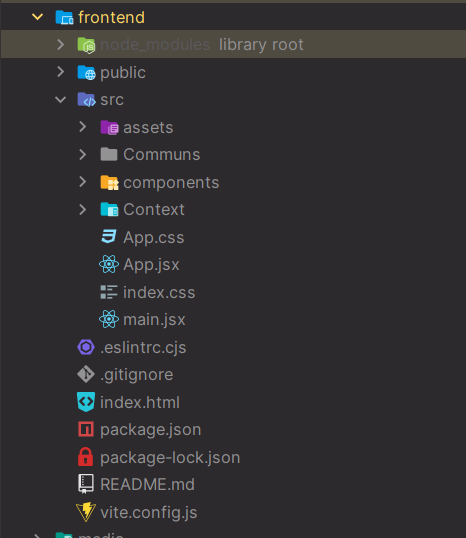 frontend
node_modules library root
public
src
assets
Communs
components
Context
App.css
App.jsx
index.css
main.jsx
.eslintrc.cjs
.gitignore
index.html
package.json
package-lock.json
README.md
vite.config.js